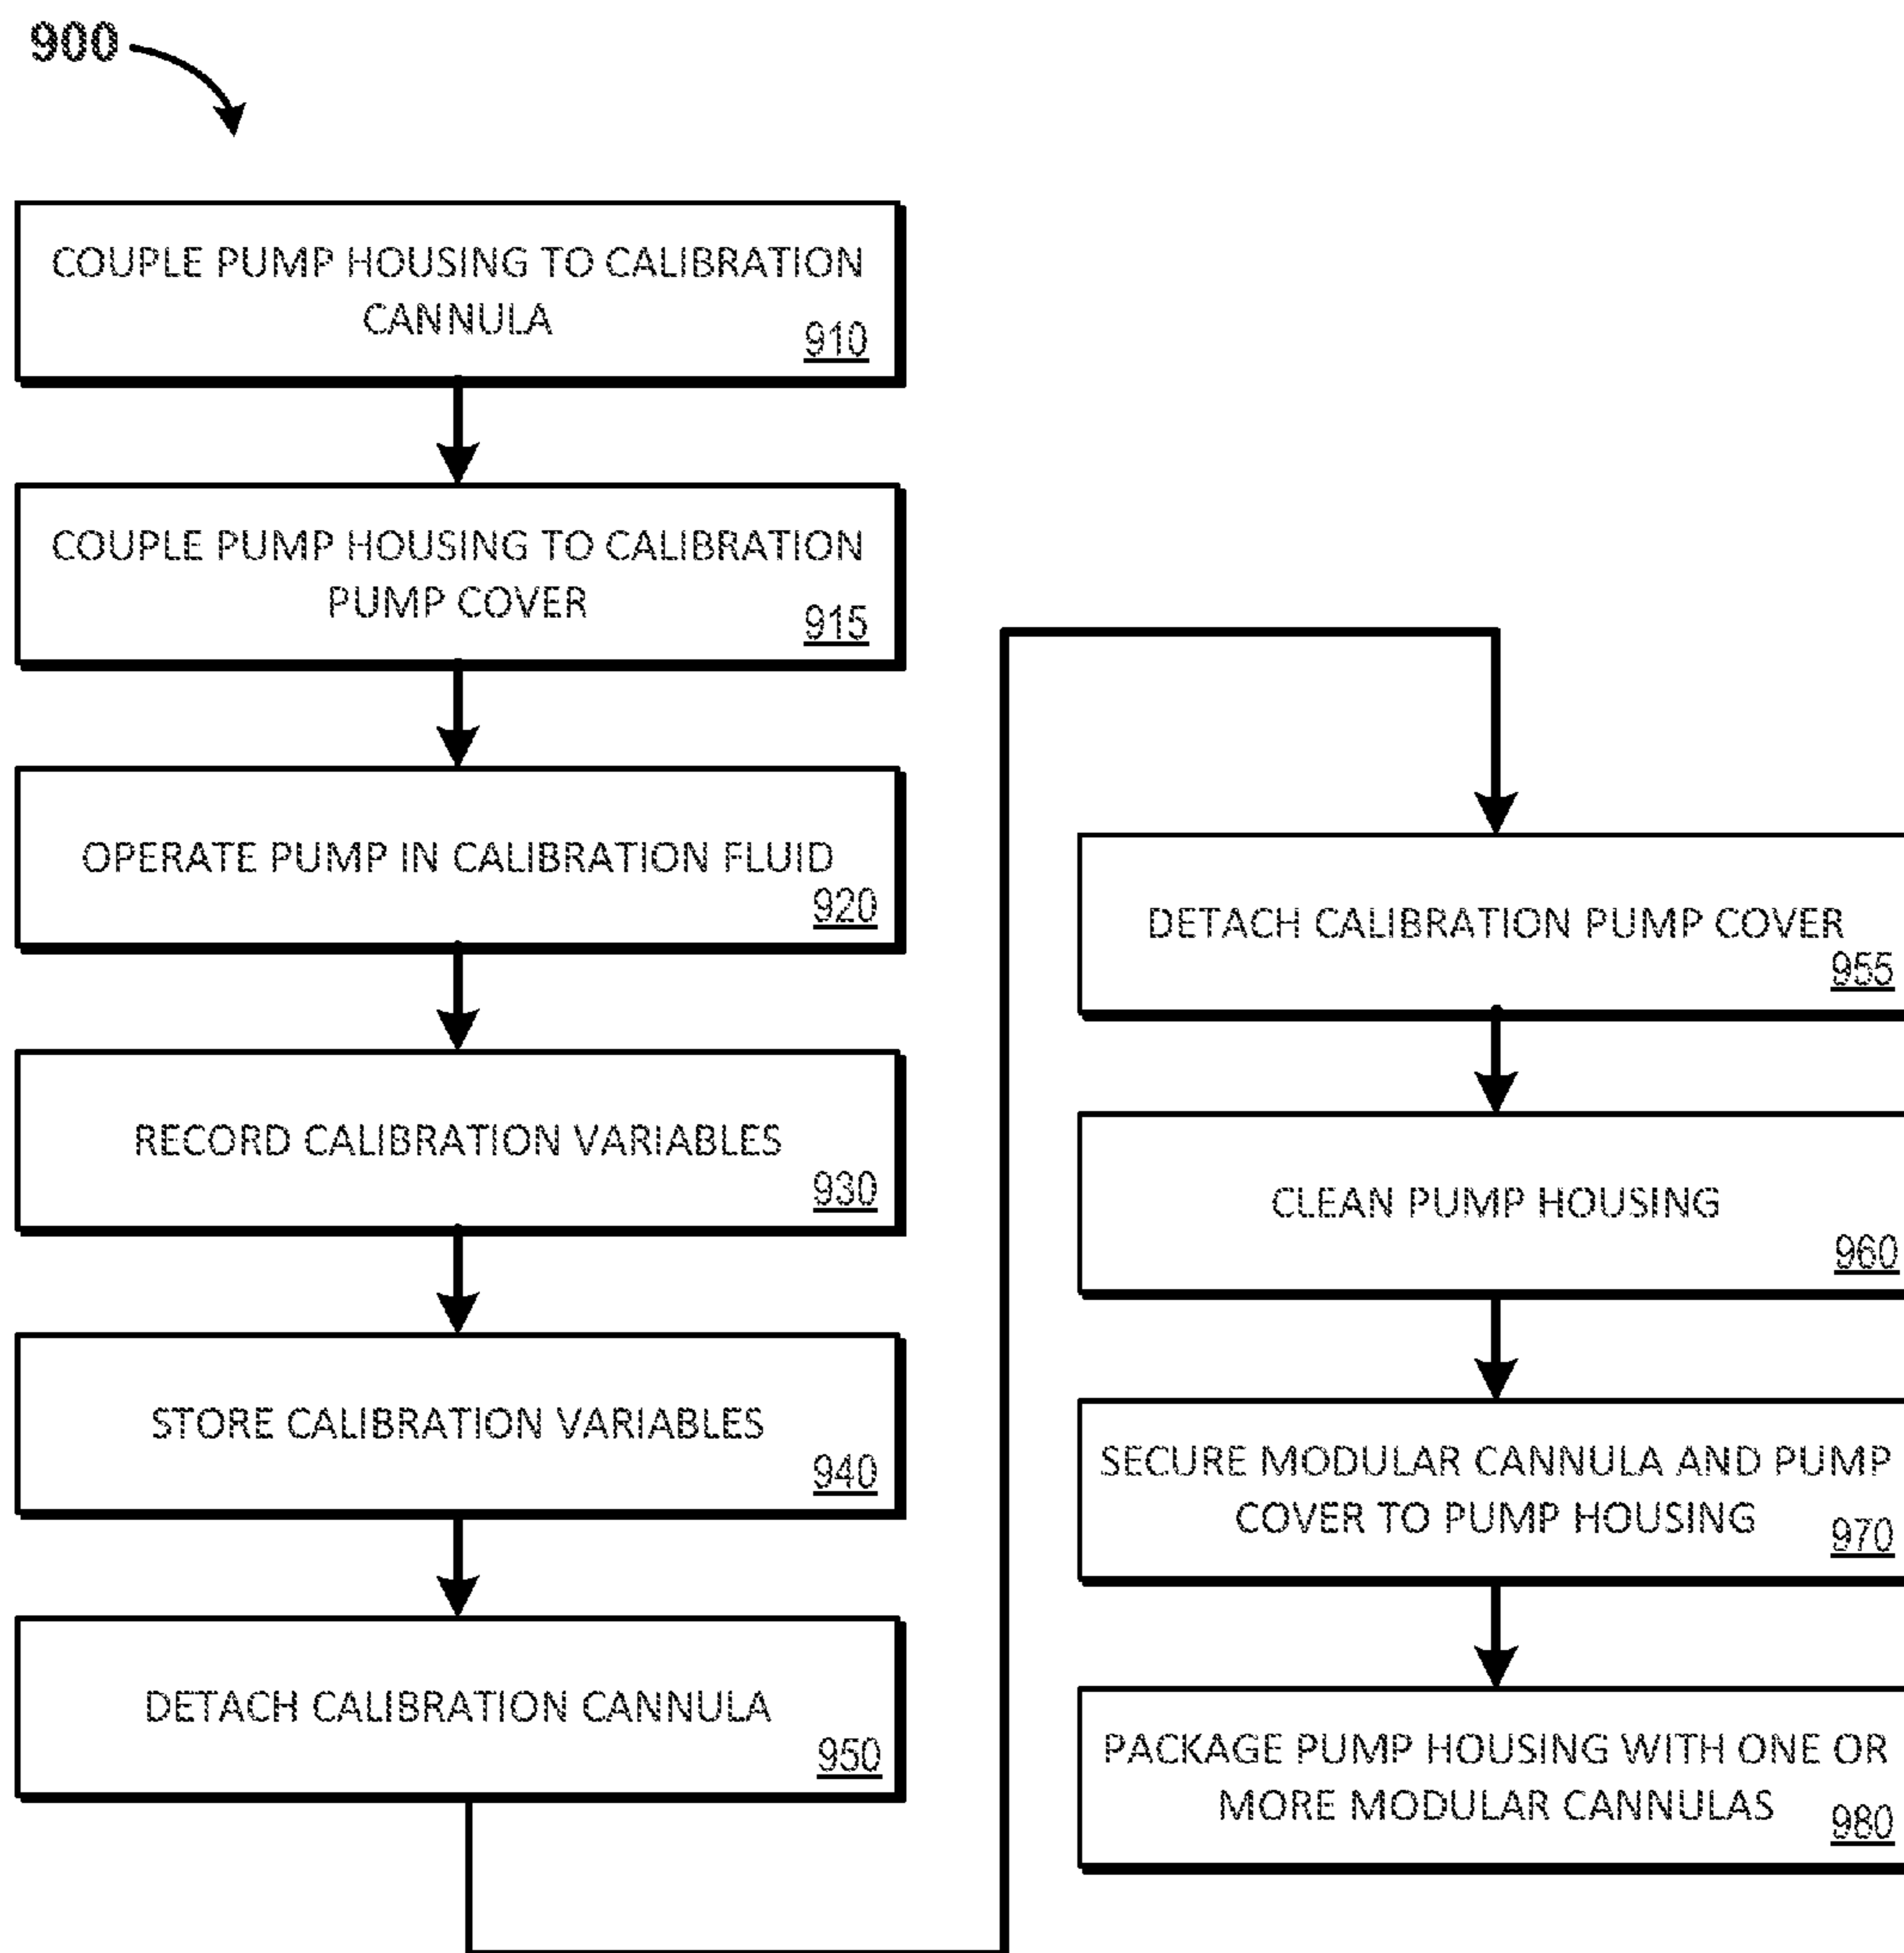 900
COUPLE PUMP HOUSING TO CALIBRATION
CANNULA
910
COUPLE PUMP HOUSING TO CALIBRATION
PUMP COVER
915
OPERATE PUMP IN CALIBRATION FLUID
920
RECORD CALIBRATION VARIABLES
930
STORE CALIBRATION VARIABLES
940
DETACH CALIBRATION CANNULA
950
DETACH CALIBRATION PUMP COVER
955
CLEAN PUMP HOUSING
960
SECURE MODULAR CANNULA AND PUMP
COVER TO PUMP HOUSING
970
PACKAGE PUMP HOUSING WITH ONE OR
MORE MODULAR CANNULAS
980